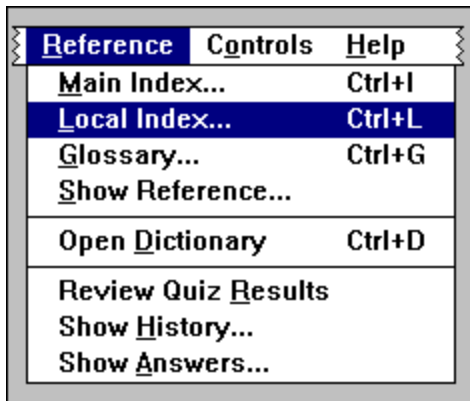 Reference Controls Help
Main Index... Ctrl+I
Local Index... Ctrl+L
Glossary... Ctrl+G
Show Reference...
Open Dictionary Ctrl+D
Review Quiz Results
Show History...
Show Answers...